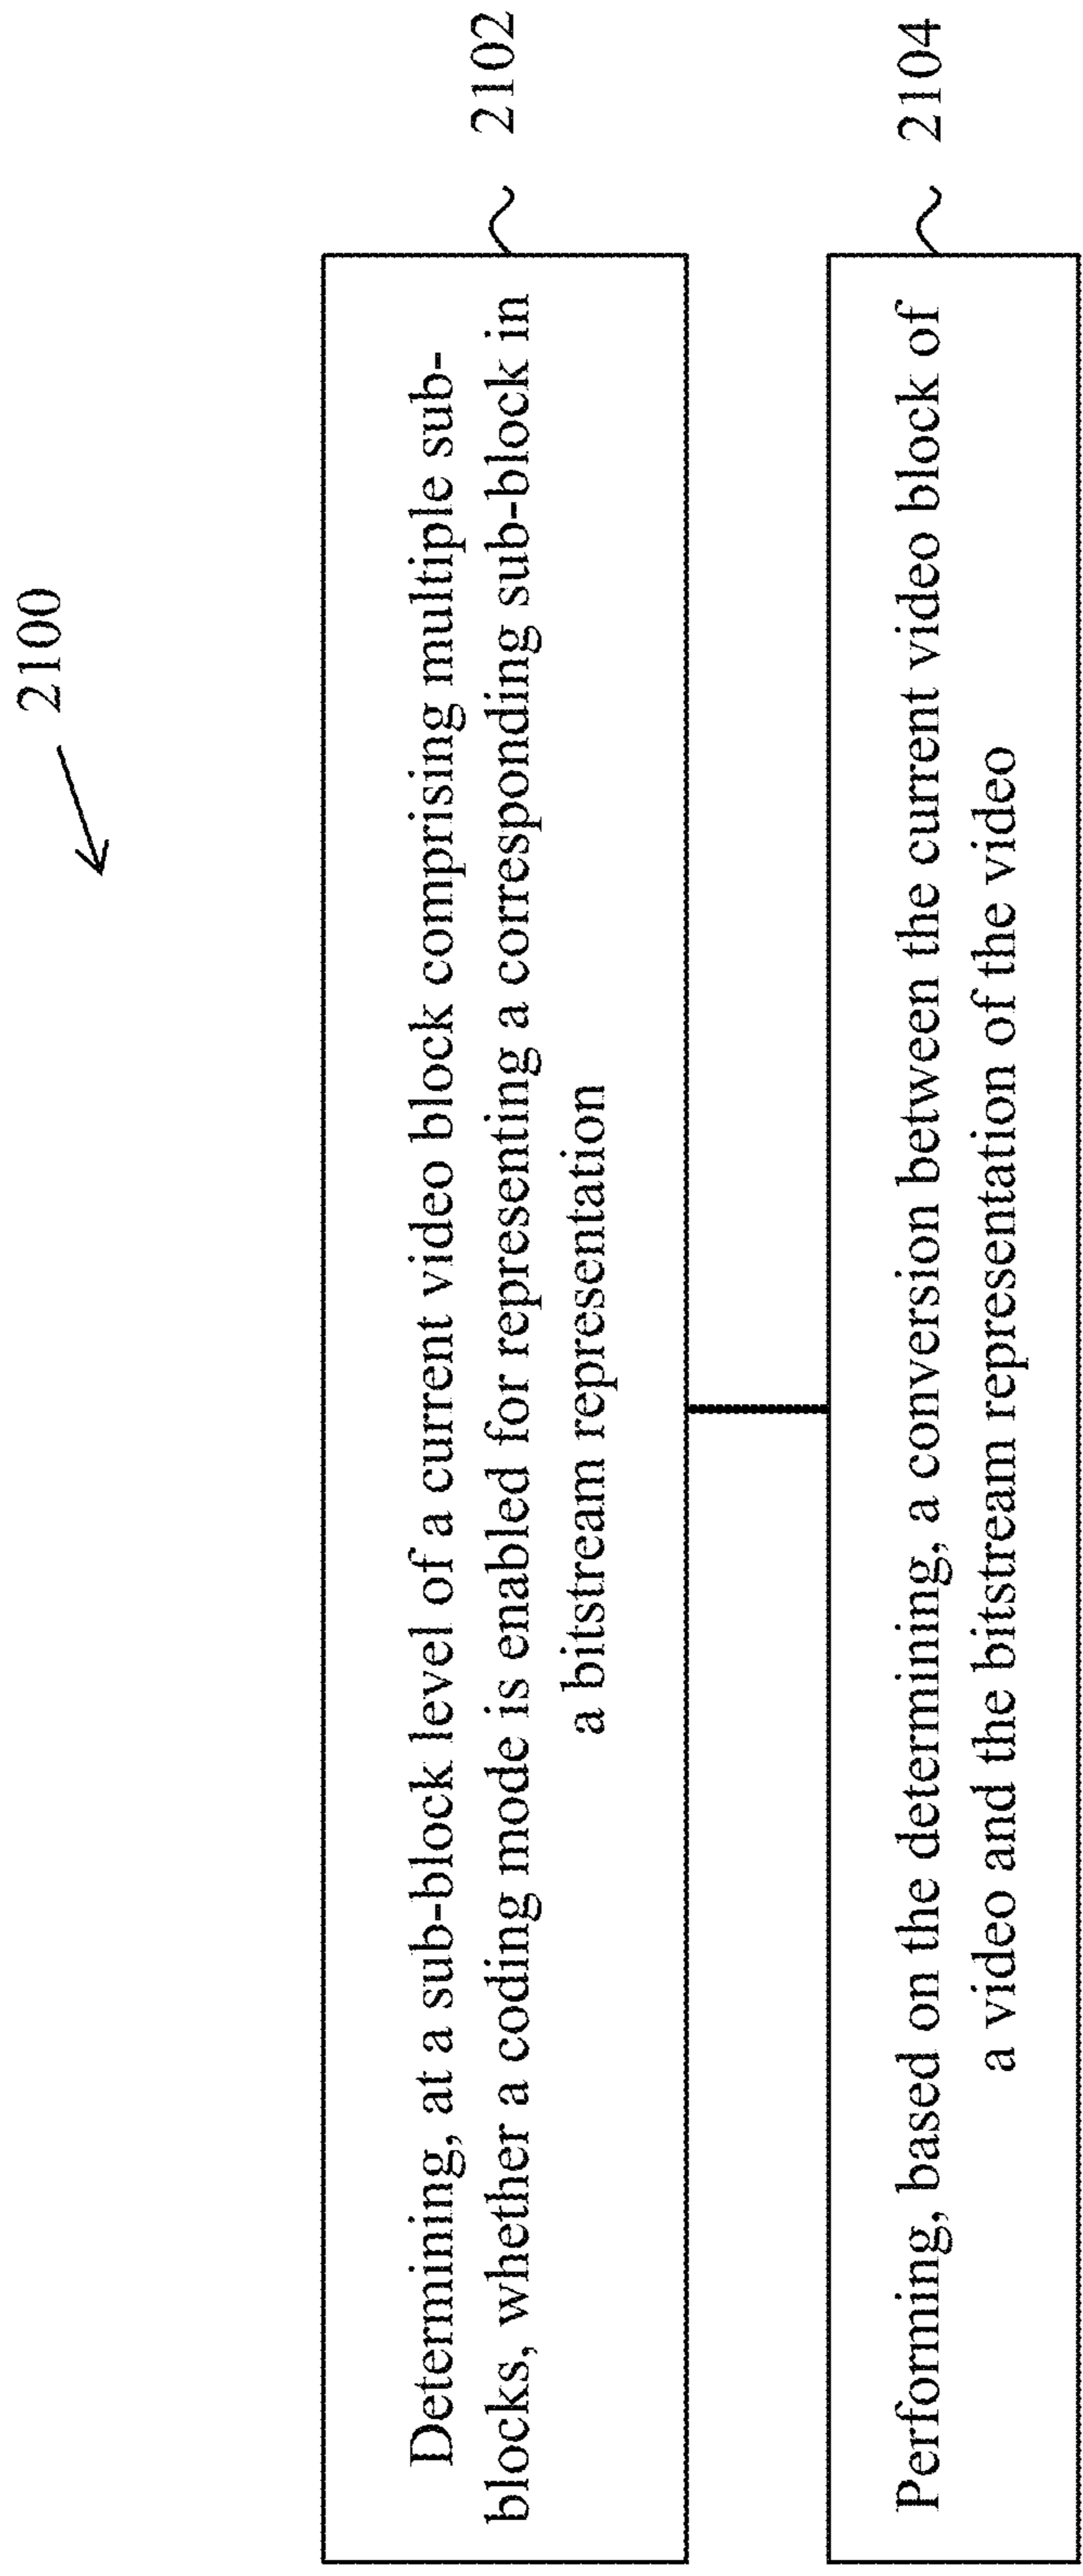 2100
Determining, at a sub-block level of a current video block comprising multiple sub-
blocks, whether a coding mode is enabled for representing a corresponding sub-block in
a bitstream representation
2102
Performing, based on the determining, a conversion between the current video block of
a video and the bitstream representation of the video
2104